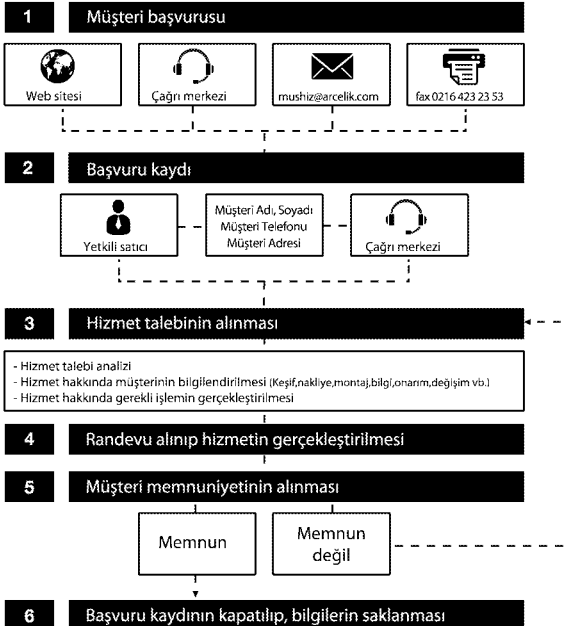 1 Müşteri başvurusu
Web sitesi
Çağrı merkezi
mushiz@arcelik.com
fax 0216 423 23 53
2 Başvuru kaydı
Yetkili satıcı
Müşteri Adı, Soyadı
Müşteri Telefonu
Müşteri Adresi
Çağrı merkezi
3 Hizmet talebinin alınması
- Hizmet talebi analizi
- Hizmet hakkında müşterinin bilgilendirilmesi (Keşif,nakliye,montaj,bilgi,onarım,değişim vb.)
- Hizmet hakkında gerekli işlemin gerçekleştirilmesi
4 Randevu alınıp hizmetin gerçekleştirilmesi
5 Müşteri memnuniyetinin alınması
Memnun
Memnun
değil
6 Başvuru kaydının kapatılıp, bilgilerin saklanması